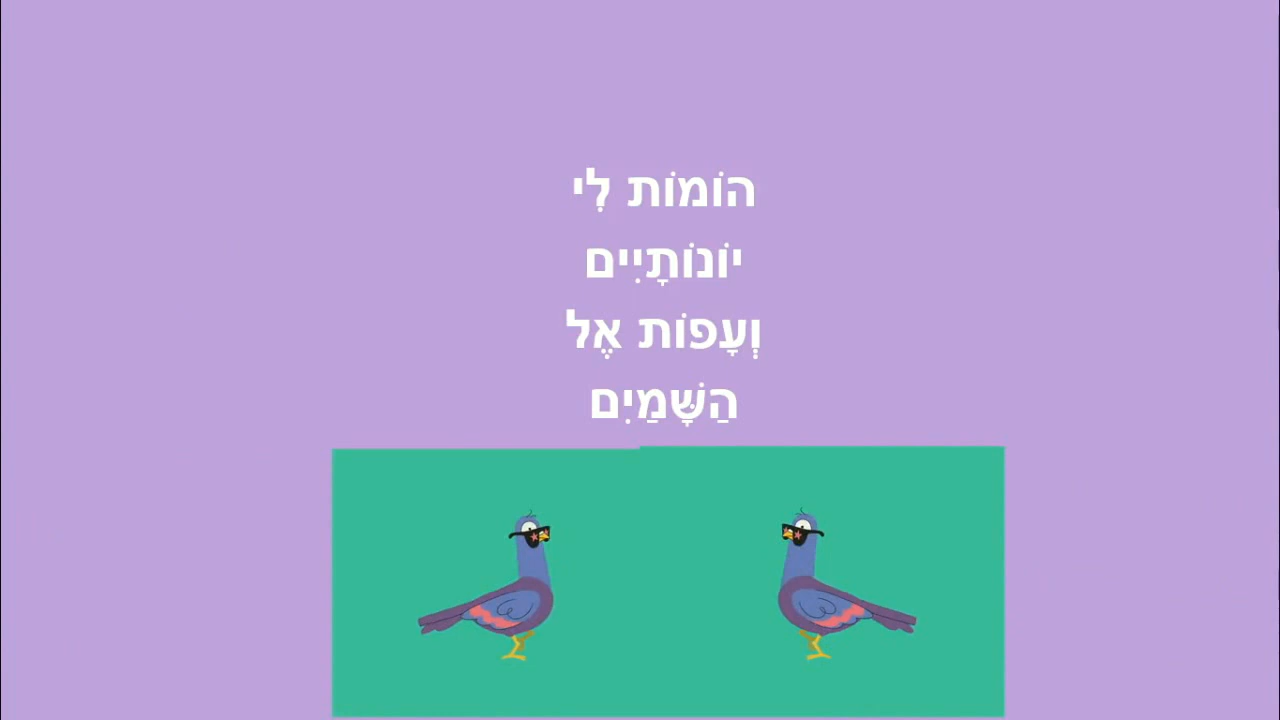 הוֹמוֹת לִי
יוֹנוֹתָיִים
וְעָפוֹת אֶל
הַשָּׁמַיִם